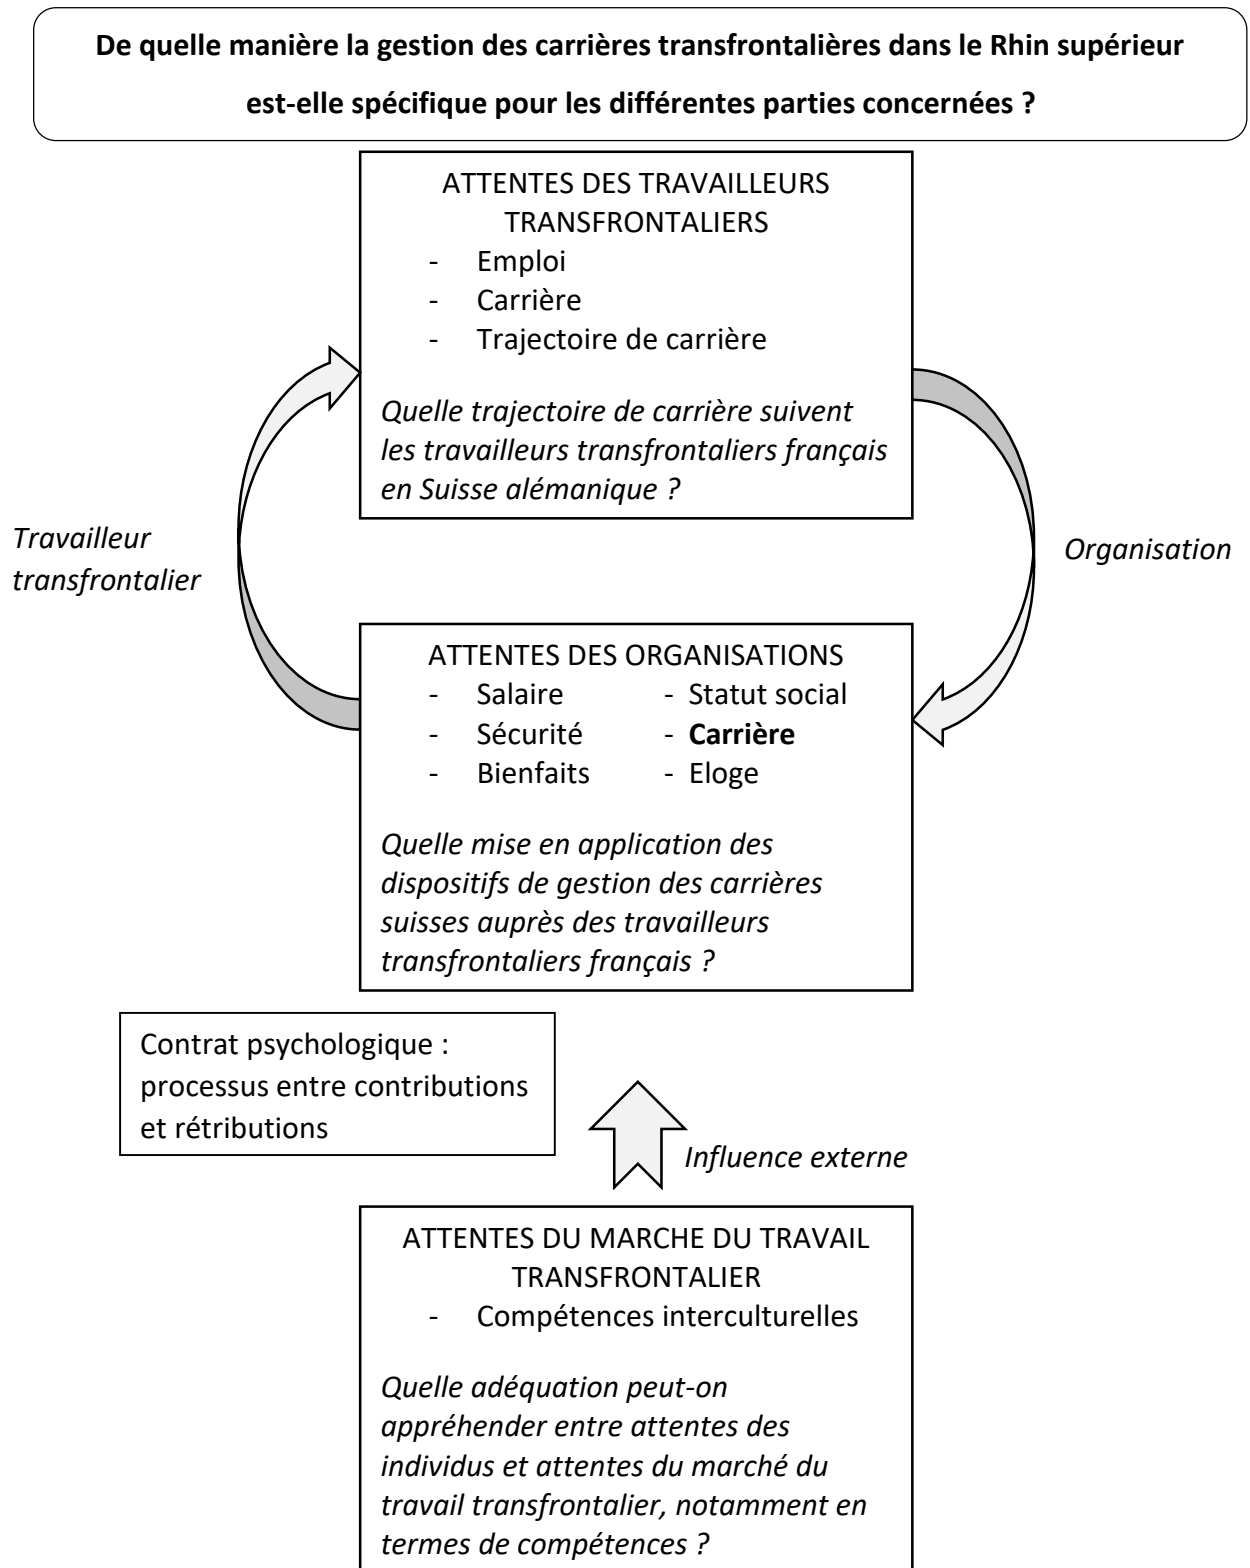 De quelle manière la gestion des carrières transfrontalières dans le Rhin supérieur
est-elle spécifique pour les différentes parties concernées ?
ATTENTES DES TRAVAILLEURS
TRANSFRONTALIERS
- Emploi
- Carrière
- Trajectoire de carrière
Quelle trajectoire de carrière suivent
les travailleurs transfrontaliers français
en Suisse alémanique ?
Travailleur
transfrontalier
Organisation
ATTENTES DES ORGANISATIONS
- Salaire - Statut social
- Sécurité - Carrière
- Bienfaits - Eloge
Quelle mise en application des
dispositifs de gestion des carrières
suisses auprès des travailleurs
transfrontaliers français ?
Contrat psychologique :
processus entre contributions
et rétributions
Influence externe
ATTENTES DU MARCHE DU TRAVAIL
TRANSFRONTALIER
- Compétences interculturelles
Quelle adéquation peut-on
appréhender entre attentes des
individus et attentes du marché du
travail transfrontalier, notamment en
termes de compétences ?